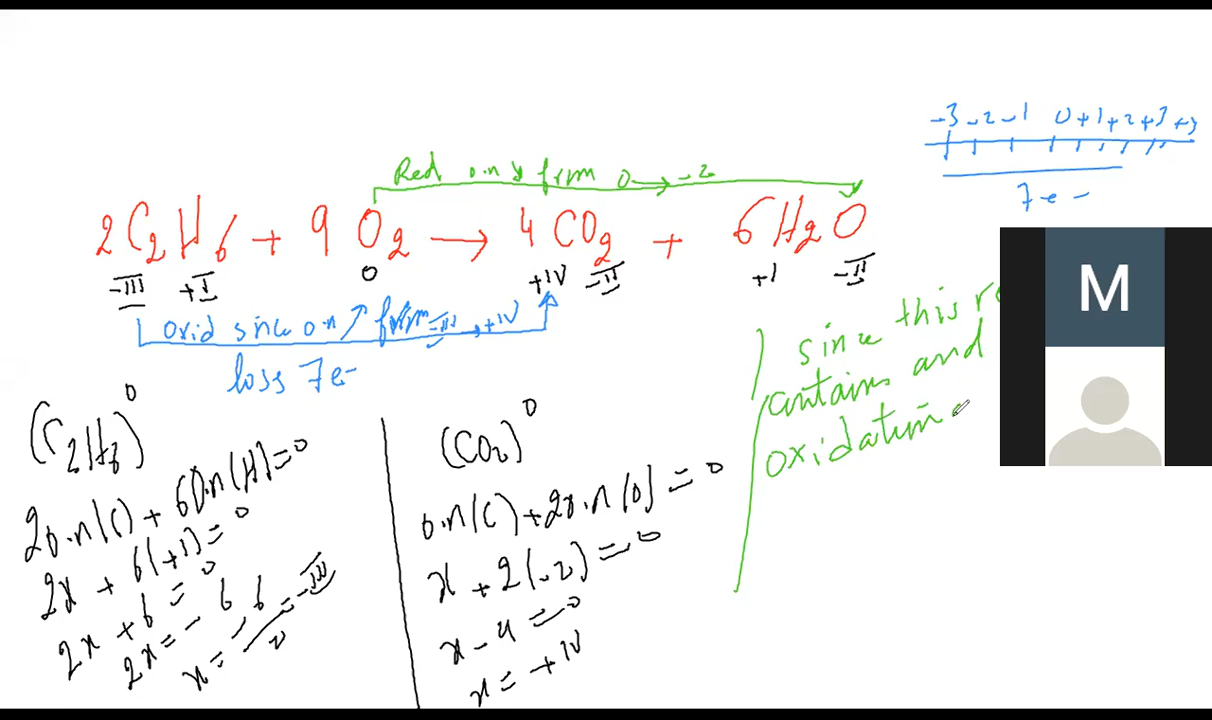 -3 -2 -1 0 +1 +2 +3 +4
7e-
Red o.n ↘ from 0 → -2
2C2H6 + 9O2 → 4CO2 + 6H2O
-III +I 0 +IV -II +I -II
oxid since o.n ↗ from -III → +IV
loss 7e-
(C2H6)^0
2o.n(C) + 6o.n(H) = 0
2x + 6(+1) = 0
2x + 6 = 0
2x = -6
x = -6/2 = -III
(CO2)^0
o.n(C) + 2o.n(O) = 0
x + 2(-2) = 0
x - 4 = 0
x = +IV
since this
contains and
oxidation
M